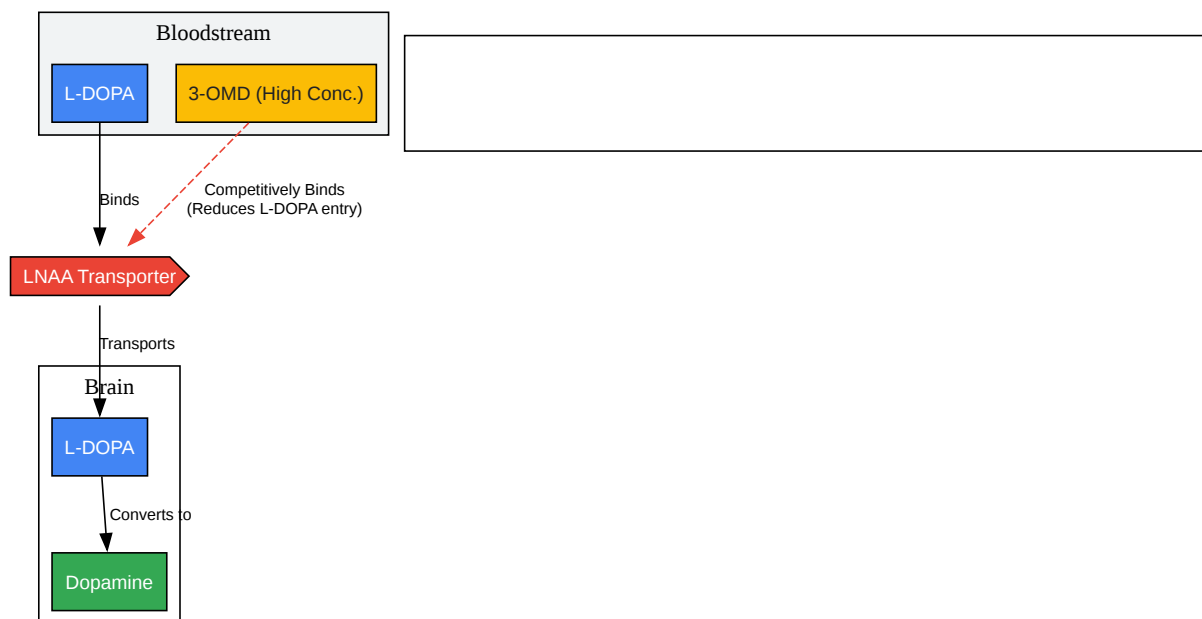 Bloodstream
L-DOPA
3-OMD (High Conc.)
Binds
Competitively Binds
(Reduces L-DOPA entry)
LNAA Transporter
Transports
Brain
L-DOPA
Converts to
Dopamine